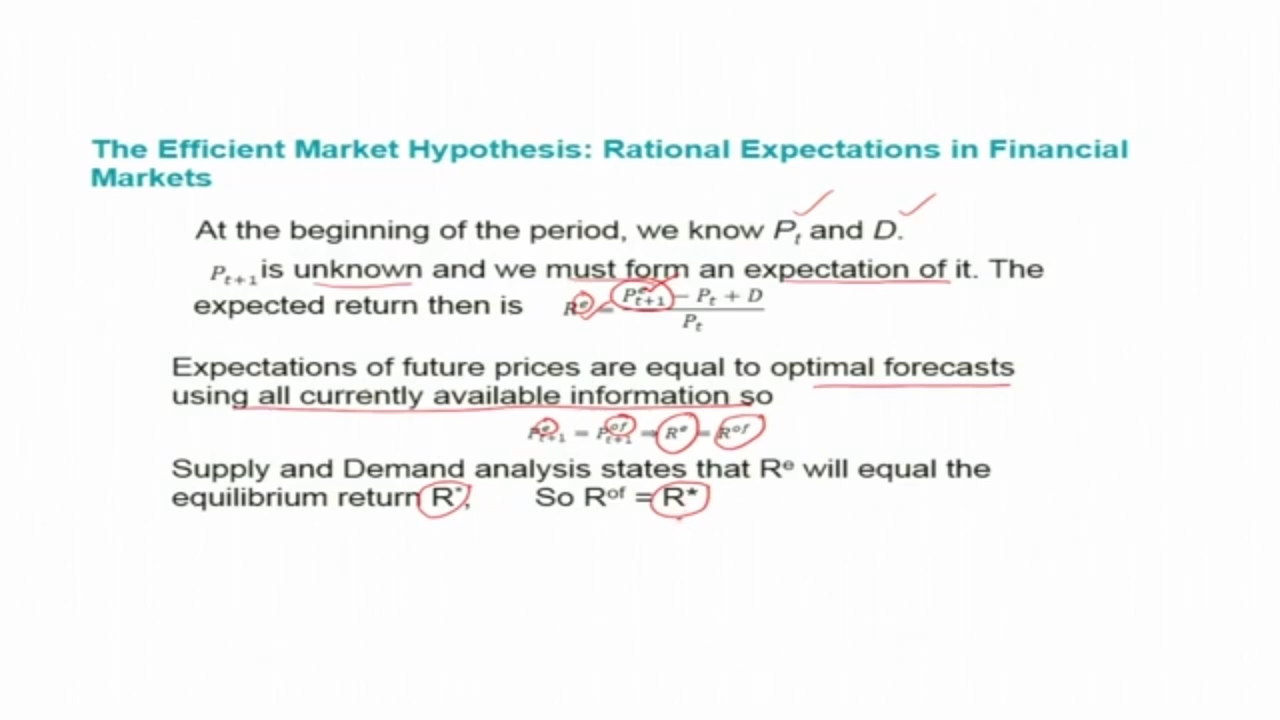 The Efficient Market Hypothesis: Rational Expectations in Financial
Markets
At the beginning of the period, we know Pₜ and D.
Pₜ₊₁ is unknown and we must form an expectation of it. The
expected return then is Rᵉ = (Pᵉₜ₊₁ − Pₜ + D) / Pₜ
Expectations of future prices are equal to optimal forecasts
using all currently available information so
Pᵉₜ₊₁ = Pᵒᶠₜ₊₁ ⇒ Rᵉ = Rᵒᶠ
Supply and Demand analysis states that Rᵉ will equal the
equilibrium return R*, So Rᵒᶠ = R*